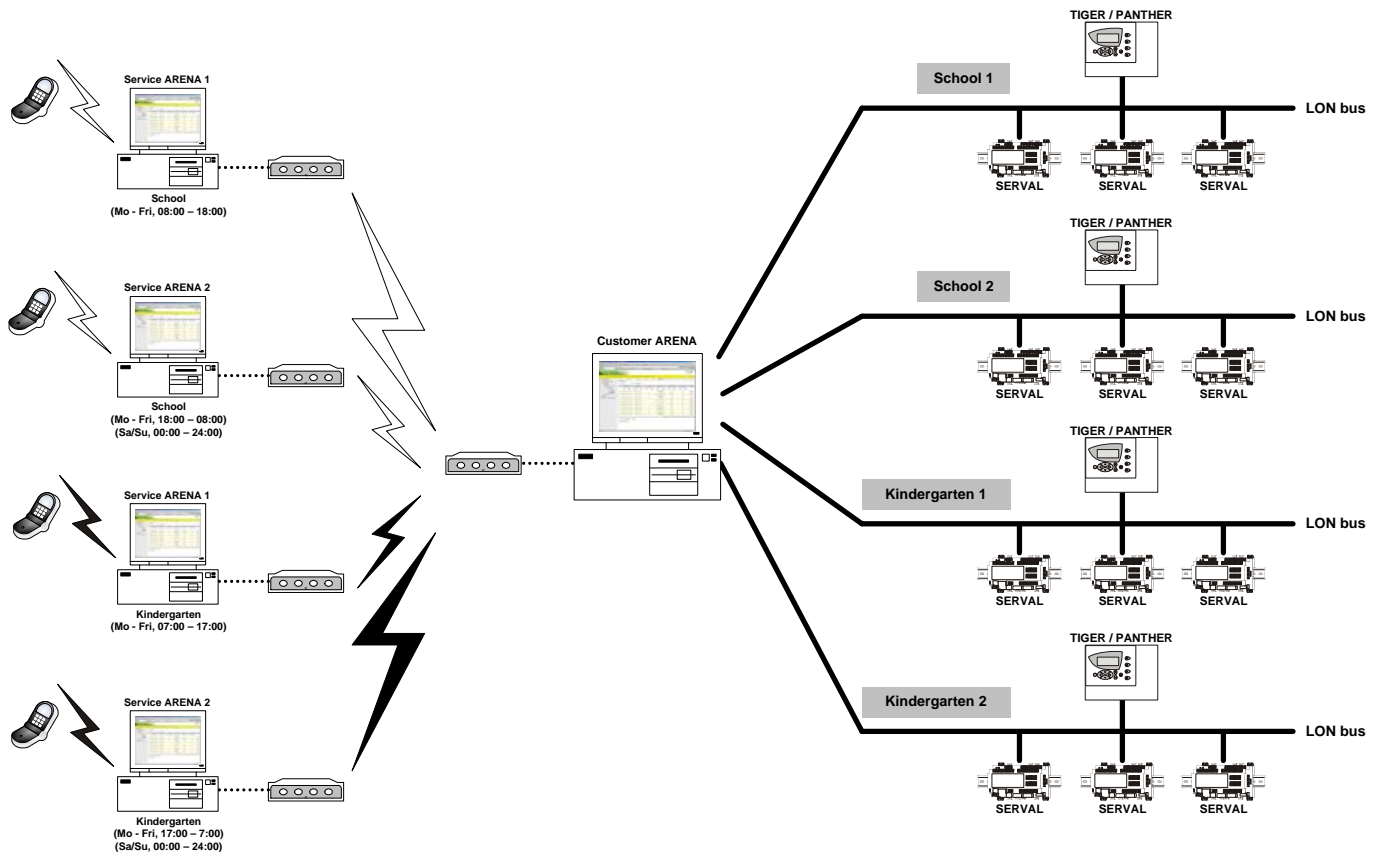 Service ARENA 1
School
(Mo - Fri, 08:00 – 18:00)
Service ARENA 2
School
(Mo - Fri, 18:00 – 08:00)
(Sa/Su, 00:00 – 24:00)
Service ARENA 1
Kindergarten
(Mo - Fri, 07:00 – 17:00)
Service ARENA 2
Kindergarten
(Mo - Fri, 17:00 – 7:00)
(Sa/Su, 00:00 – 24:00)
Customer ARENA
TIGER / PANTHER
School 1
LON bus
SERVAL
SERVAL
SERVAL
TIGER / PANTHER
School 2
LON bus
SERVAL
SERVAL
SERVAL
TIGER / PANTHER
Kindergarten 1
LON bus
SERVAL
SERVAL
SERVAL
TIGER / PANTHER
Kindergarten 2
LON bus
SERVAL
SERVAL
SERVAL